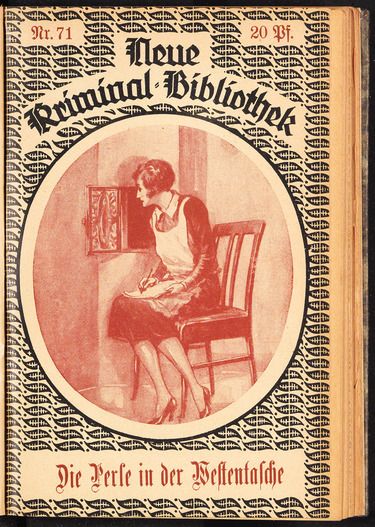 Nr. 71
20 Pf.
Neue
Kriminal-Bibliothek
Die Perle in der Westentasche